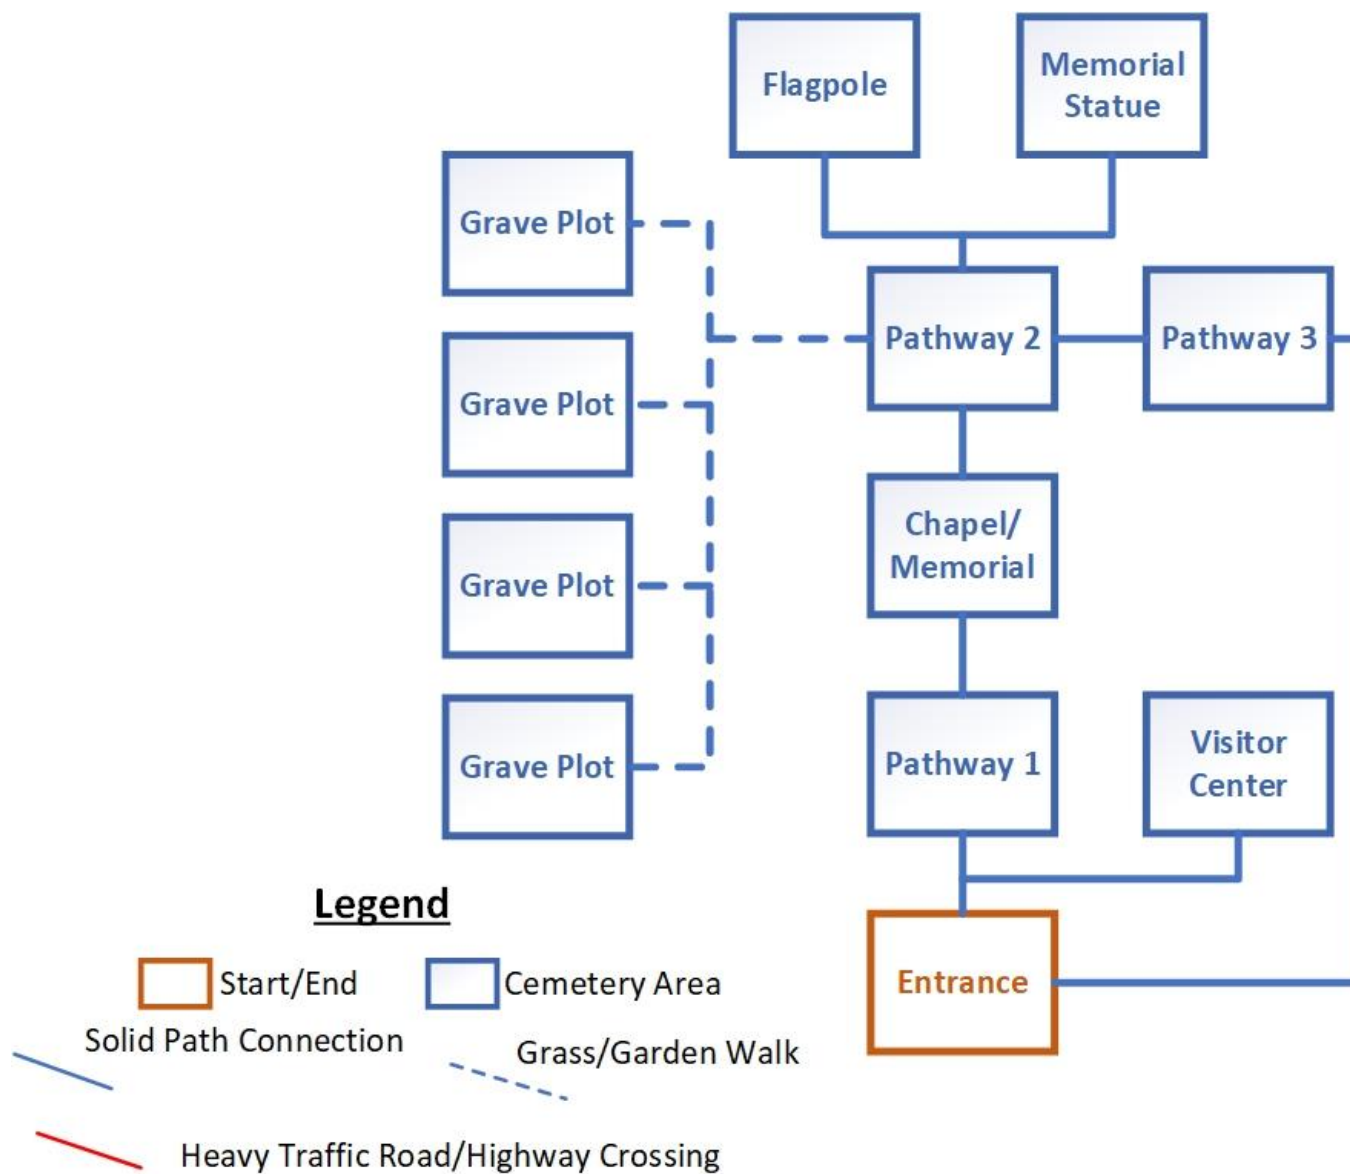 Flagpole
Memorial
Statue
Grave Plot
Pathway 2
Pathway 3
Grave Plot
Chapel/
Memorial
Grave Plot
Pathway 1
Visitor
Center
Grave Plot
Entrance
Legend
Start/End
Cemetery Area
Solid Path Connection
Grass/Garden Walk
Heavy Traffic Road/Highway Crossing